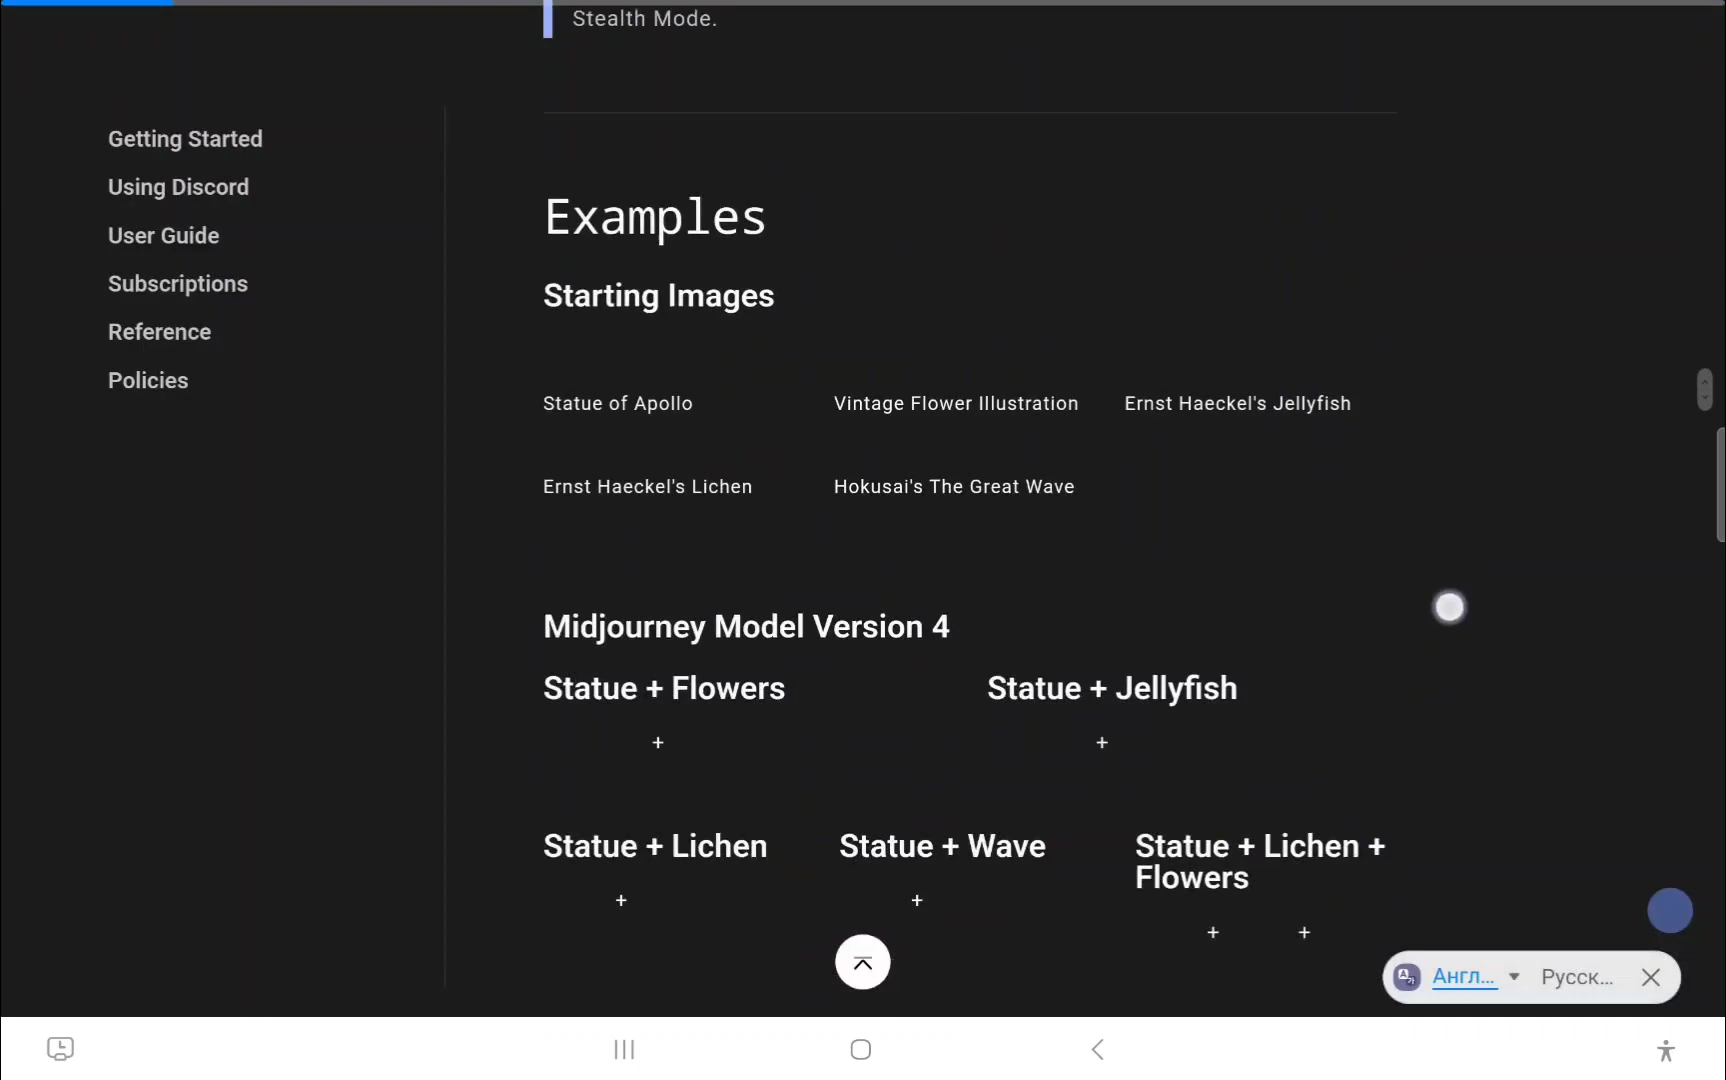 Stealth Mode.
Getting Started
Using Discord
User Guide
Subscriptions
Reference
Policies
Examples
Starting Images
Statue of Apollo
Vintage Flower Illustration
Ernst Haeckel's Jellyfish
Ernst Haeckel's Lichen
Hokusai's The Great Wave
Midjourney Model Version 4
Statue + Flowers
+
Statue + Jellyfish
+
Statue + Lichen
+
Statue + Wave
+
Statue + Lichen +
Flowers
+ +
Англ... Русск...